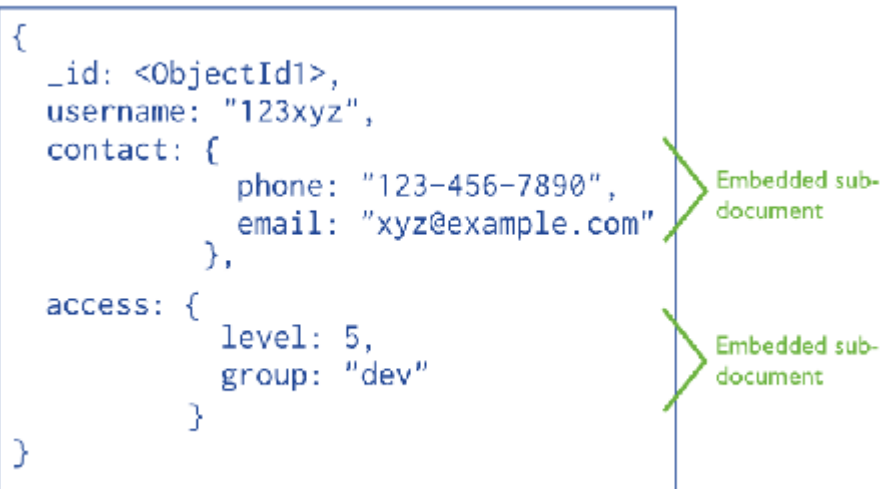 {
_id: <ObjectId1>,
username: "123xyz",
contact: {
phone: "123-456-7890",
email: "xyz@example.com"
},
access: {
level: 5,
group: "dev"
}
}
Embedded sub-
document
Embedded sub-
document